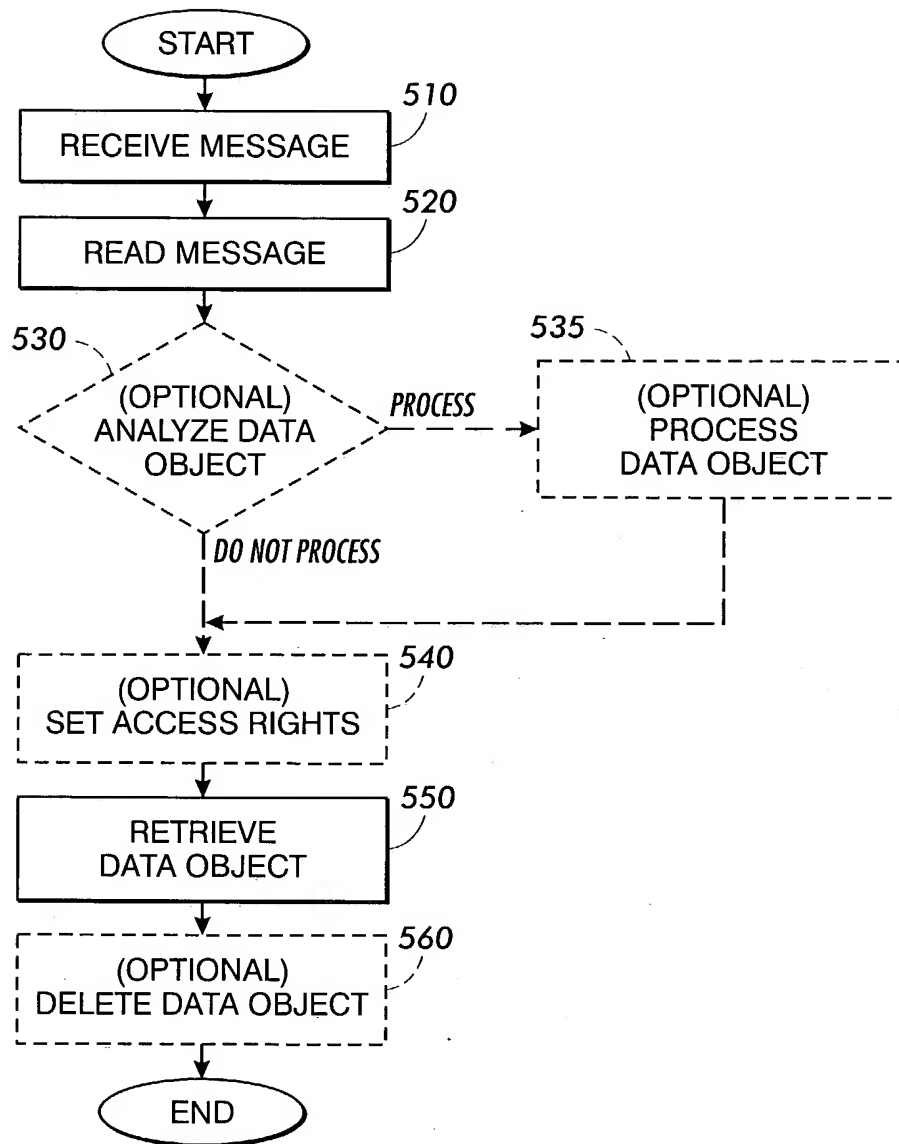 START
510
RECEIVE MESSAGE
520
READ MESSAGE
530
(OPTIONAL)
ANALYZE DATA
OBJECT
PROCESS
535
(OPTIONAL)
PROCESS
DATA OBJECT
DO NOT PROCESS
540
(OPTIONAL)
SET ACCESS RIGHTS
550
RETRIEVE
DATA OBJECT
560
(OPTIONAL)
DELETE DATA OBJECT
END